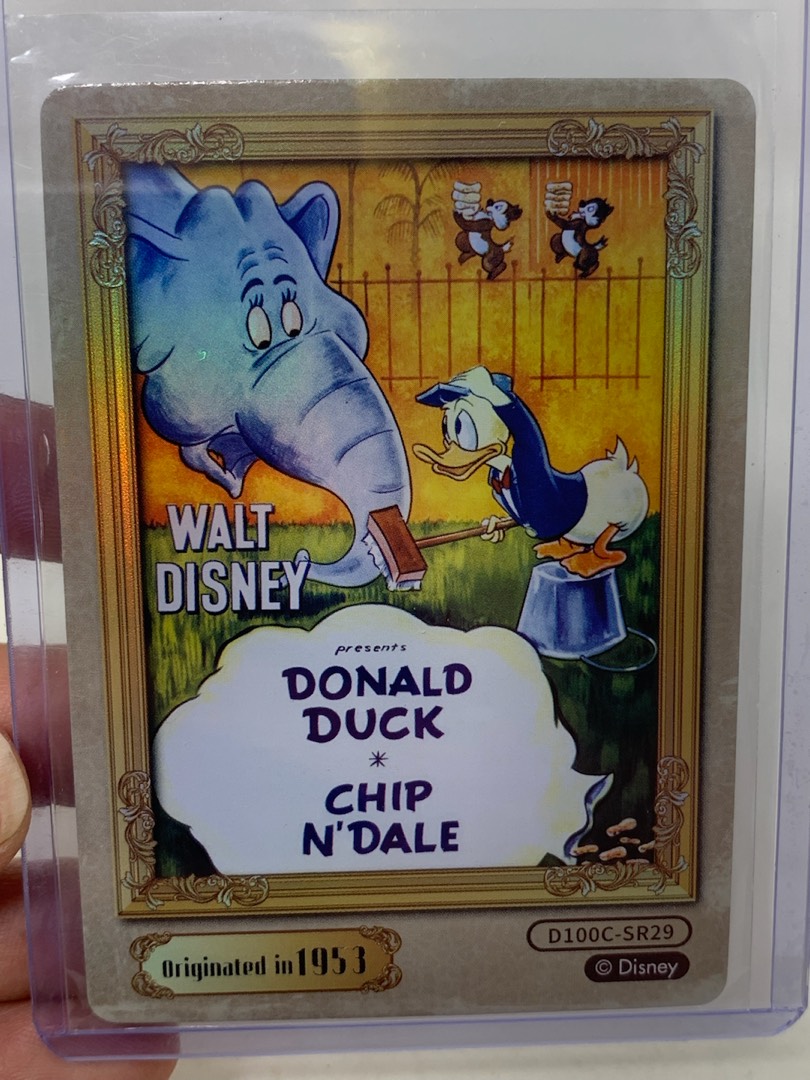 WALT
DISNEY
presents
DONALD
DUCK
*
CHIP
N'DALE
Originated in 1953
D100C-SR29
© Disney